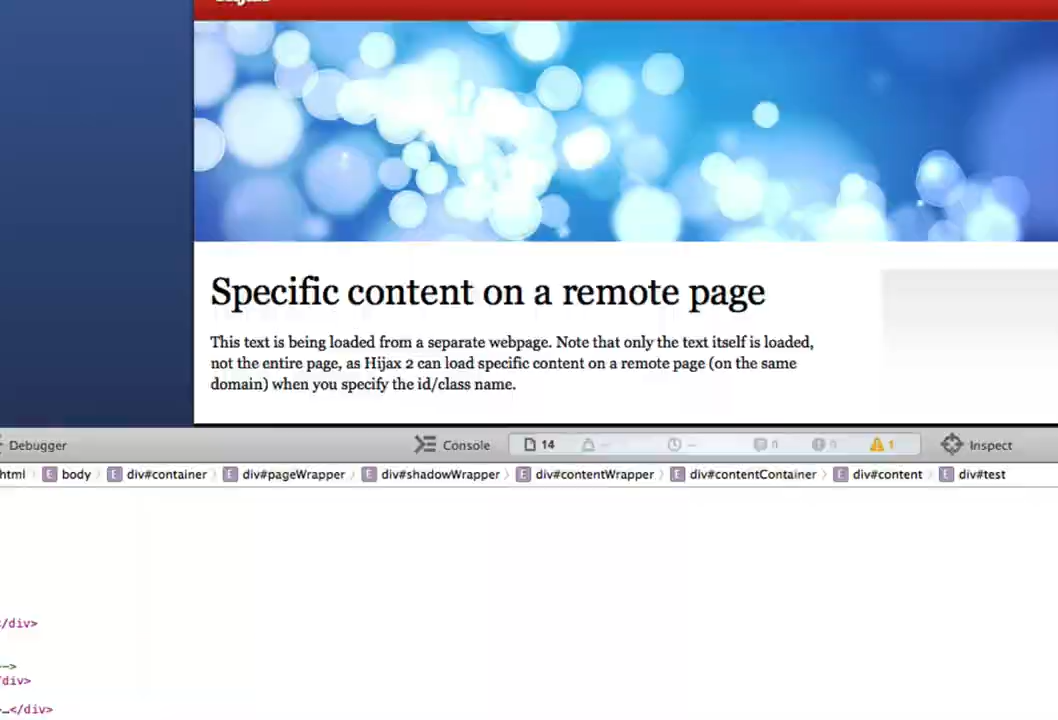 Specific content on a remote page
This text is being loaded from a separate webpage. Note that only the text itself is loaded,
not the entire page, as Hijax 2 can load specific content on a remote page (on the same
domain) when you specify the id/class name.
Debugger
Console
14
0
0
1
Inspect
html
E body
E div#container
E div#pageWrapper
E div#shadowWrapper
E div#contentWrapper
E div#contentContainer
E div#content
E div#test
/div>
-->
/div>
…</div>